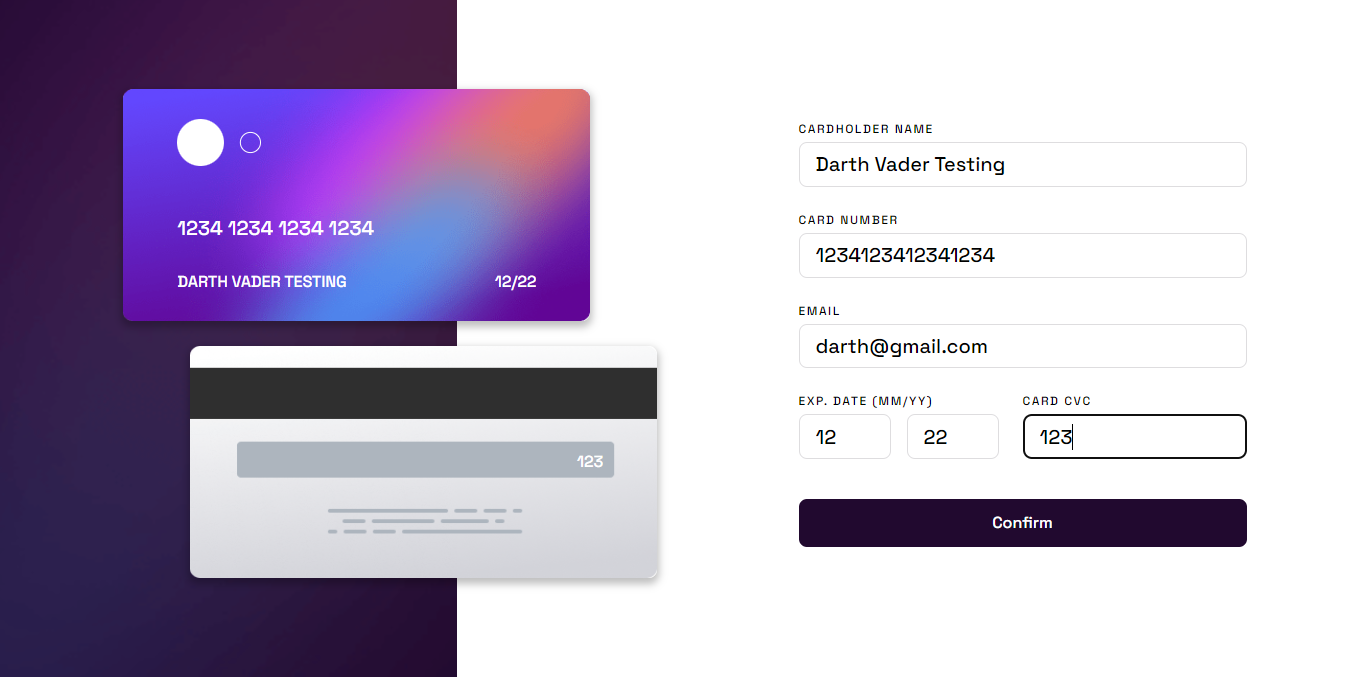 1234 1234 1234 1234
DARTH VADER TESTING 12/22
123
CARDHOLDER NAME
Darth Vader Testing
CARD NUMBER
1234123412341234
EMAIL
darth@gmail.com
EXP. DATE (MM/YY) CARD CVC
12 22 123
Confirm